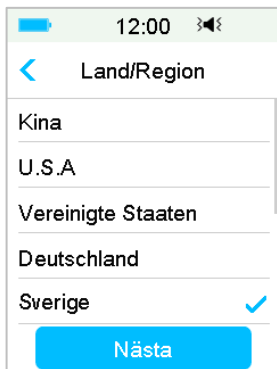 12:00
Land/Region
Kina
U.S.A
Vereinigte Staaten
Deutschland
Sverige
Nästa